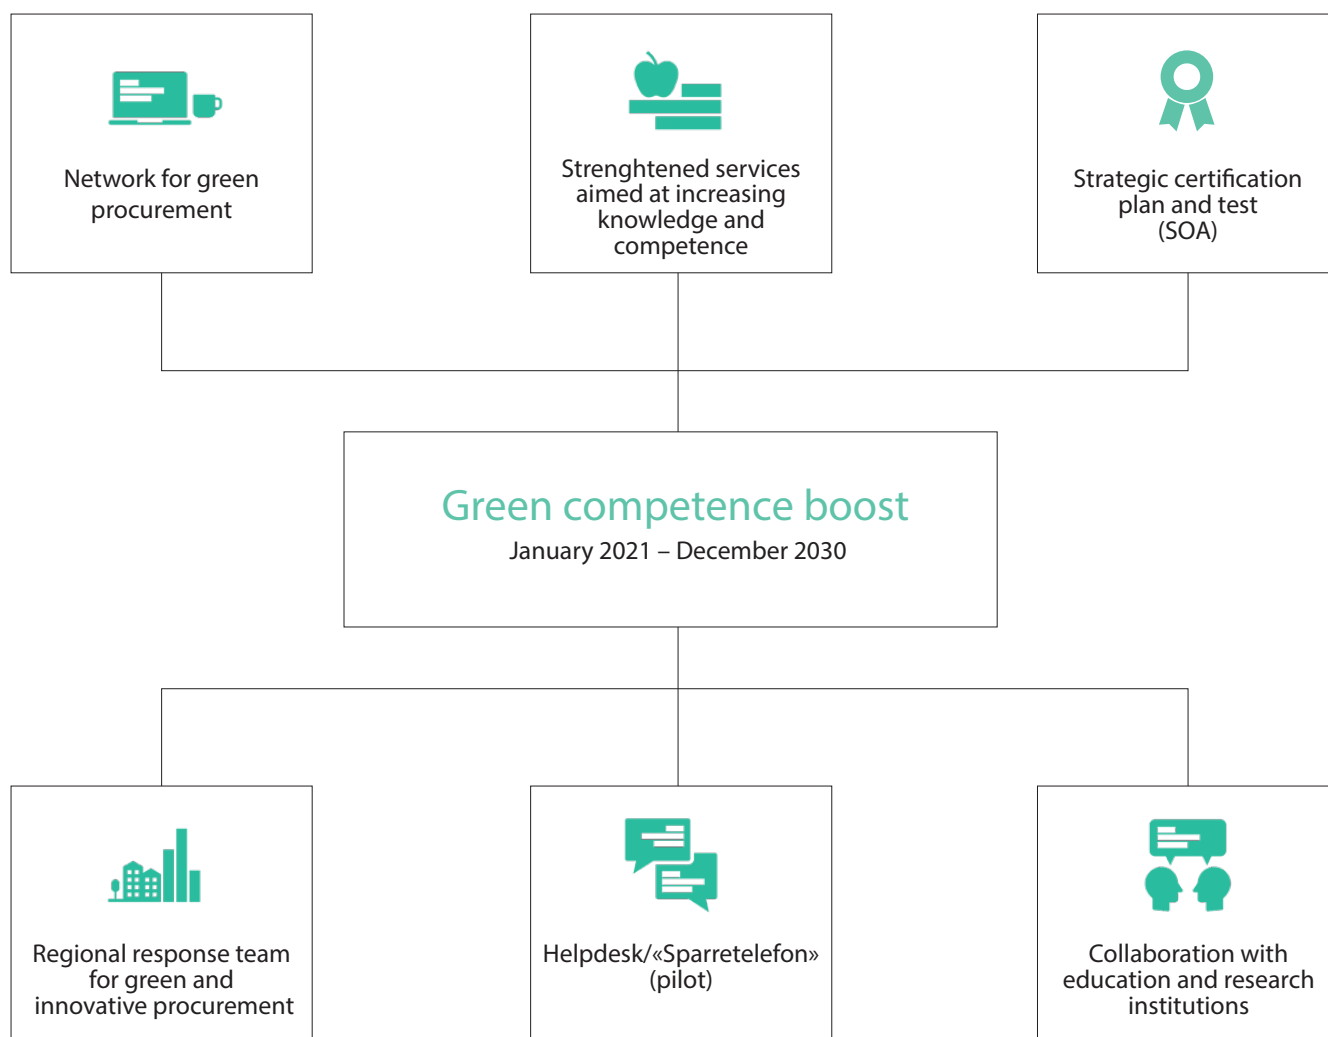 Network for green
procurement
Strenghtened services
aimed at increasing
knowledge and
competence
Strategic certification
plan and test
(SOA)
Green competence boost
January 2021 – December 2030
Regional response team
for green and
innovative procurement
Helpdesk/«Sparretelefon»
(pilot)
Collaboration with
education and research
institutions